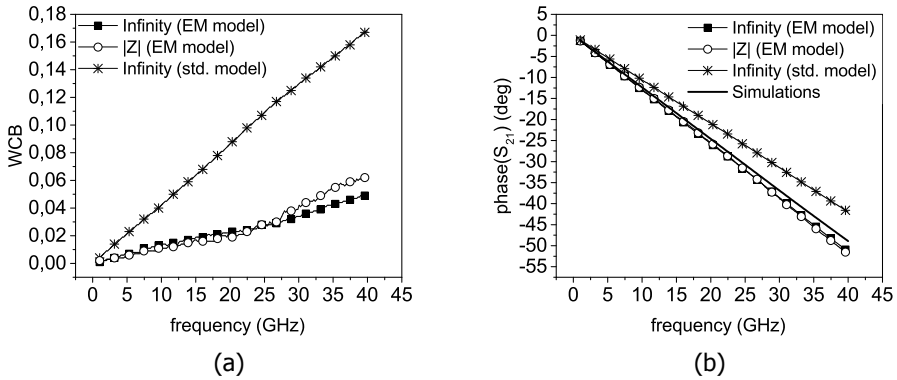 0,18
0,16
0,14
0,12
0,10
0,08
0,06
0,04
0,02
0,00
WCB
Infinity (EM model)
|Z| (EM model)
Infinity (std. model)
0 5 10 15 20 25 30 35 40 45
frequency (GHz)
(a)
5
0
-5
-10
-15
-20
-25
-30
-35
-40
-45
-50
-55
phase(S21) (deg)
Infinity (EM model)
|Z| (EM model)
Infinity (std. model)
Simulations
0 5 10 15 20 25 30 35 40 45
frequency (GHz)
(b)